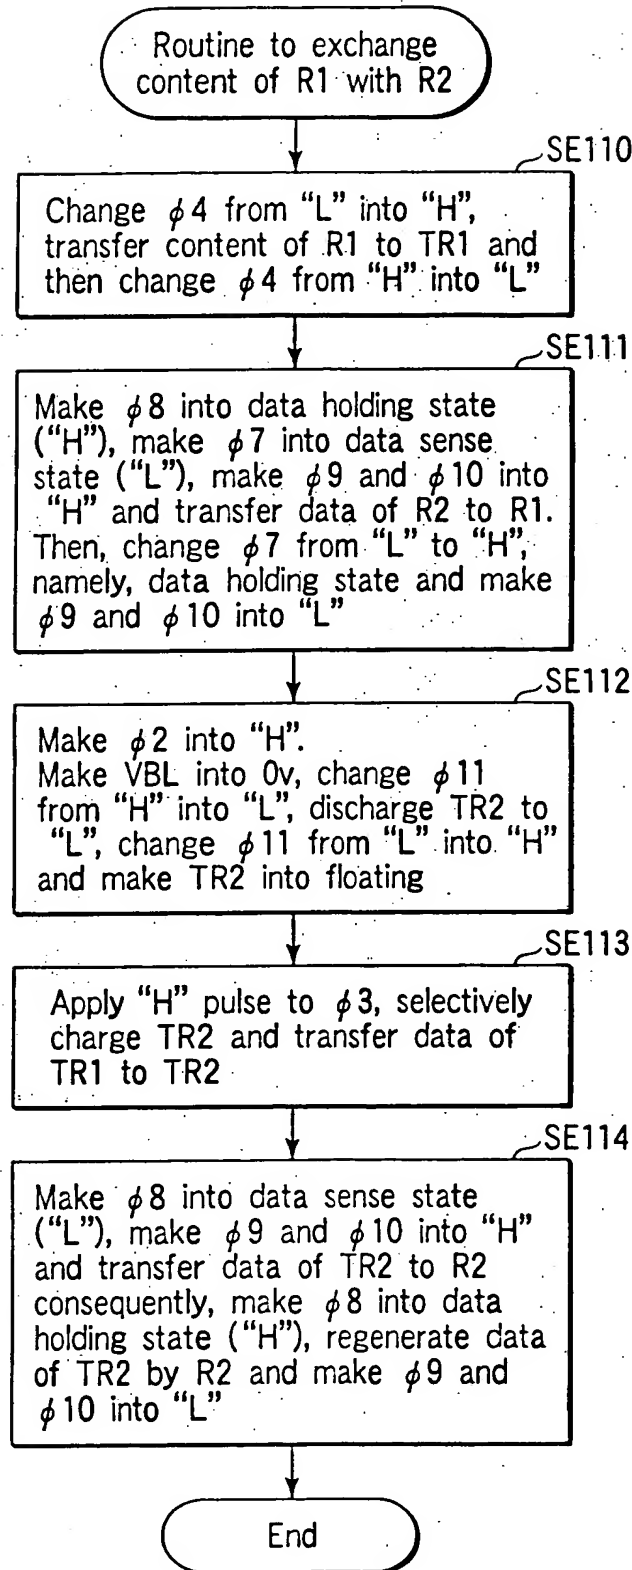 Routine to exchange
content of R1 with R2
SE110
Change ϕ4 from “L” into “H”,
transfer content of R1 to TR1 and
then change ϕ4 from “H” into “L”
SE111
Make ϕ8 into data holding state
(“H”), make ϕ7 into data sense
state (“L”), make ϕ9 and ϕ10 into
“H” and transfer data of R2 to R1.
Then, change ϕ7 from “L” to “H”,
namely, data holding state and make
ϕ9 and ϕ10 into “L”
SE112
Make ϕ2 into “H”.
Make VBL into 0v, change ϕ11
from “H” into “L”, discharge TR2 to
“L”, change ϕ11 from “L” into “H”
and make TR2 into floating
SE113
Apply “H” pulse to ϕ3, selectively
charge TR2 and transfer data of
TR1 to TR2
SE114
Make ϕ8 into data sense state
(“L”), make ϕ9 and ϕ10 into “H”
and transfer data of TR2 to R2
consequently, make ϕ8 into data
holding state (“H”), regenerate data
of TR2 by R2 and make ϕ9 and
ϕ10 into “L”
End